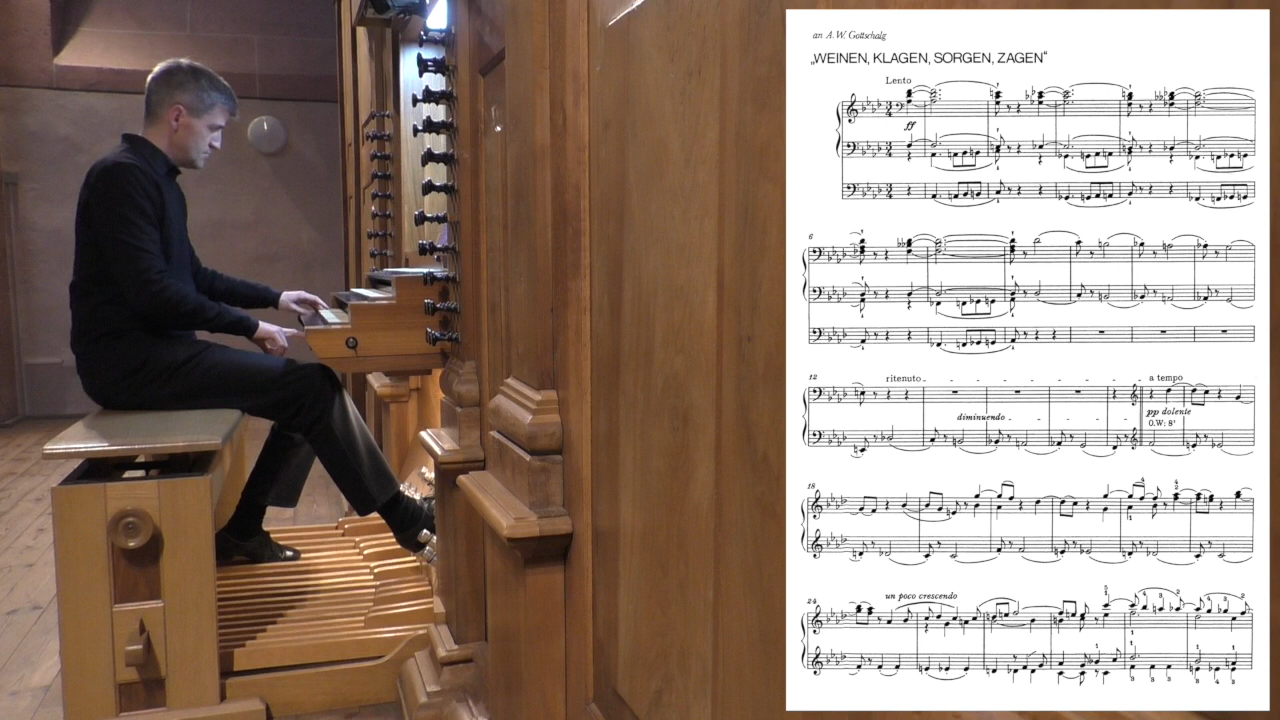 an A.W. Gottschalg
„WEINEN, KLAGEN, SORGEN, ZAGEN“
Lento
ff
6
12
ritenuto
a tempo
diminuendo
pp dolente
O.W: 8'
18
24
un poco crescendo